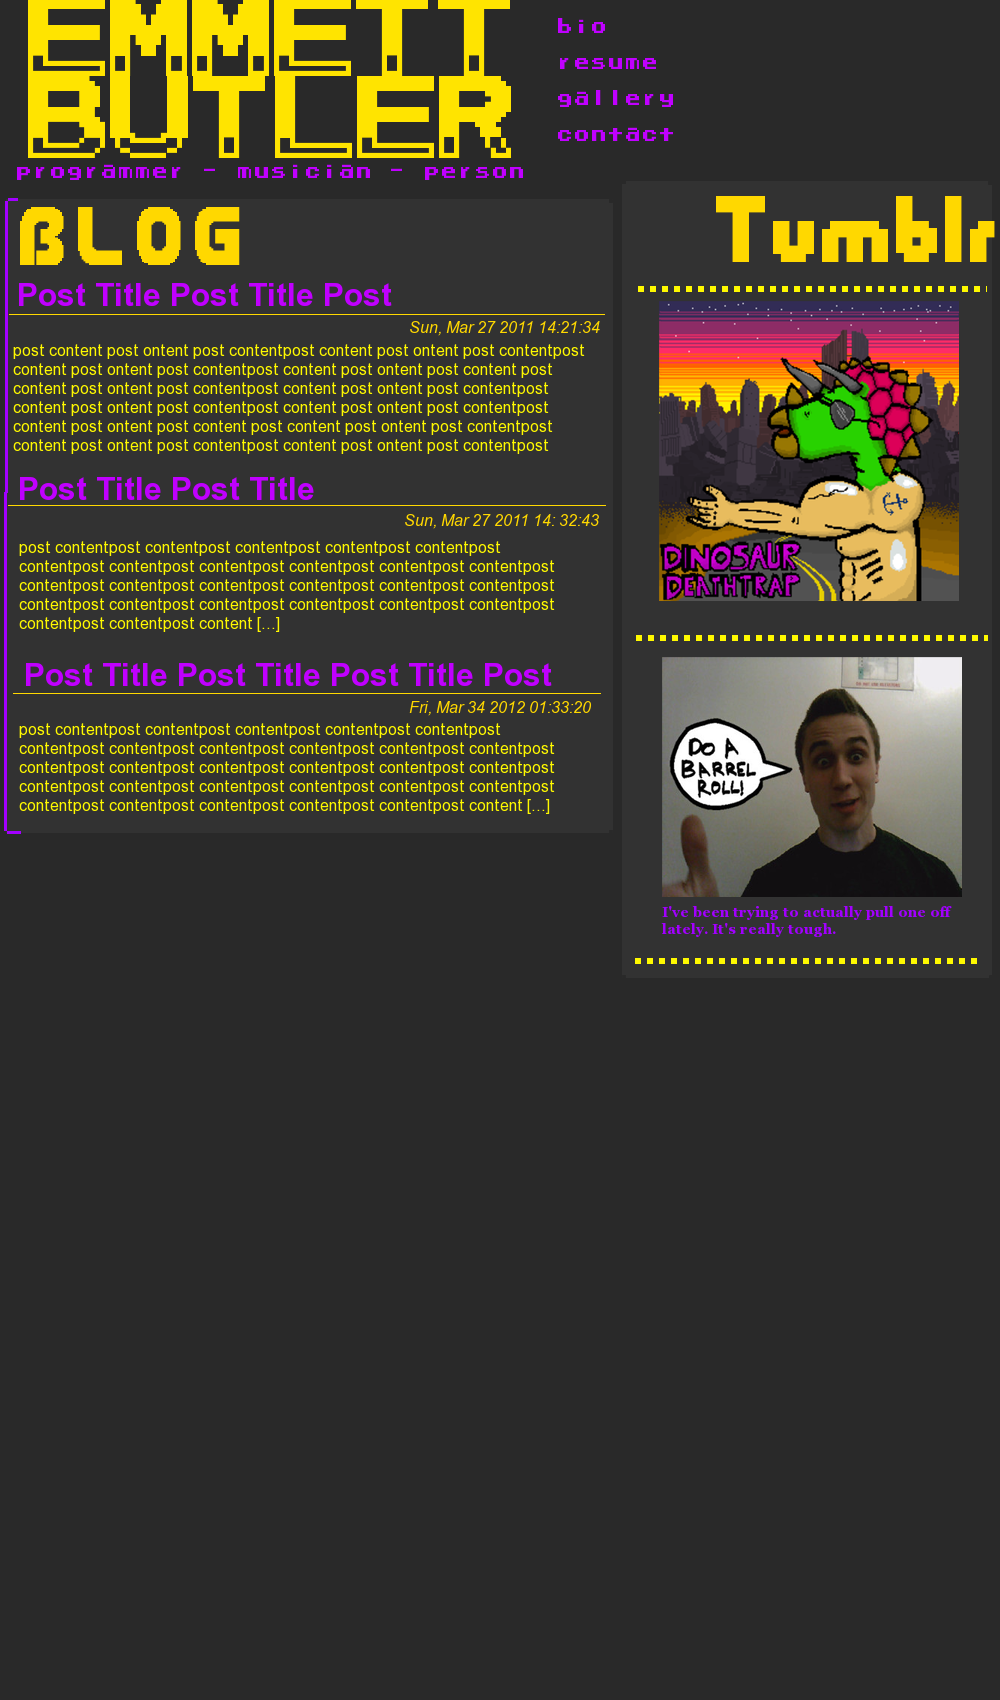 EMMETT
BUTLER
programmer - musician - person
bio
resume
gallery
contact
BLOG
Post Title Post Title Post
Sun, Mar 27 2011 14:21:34
post content post ontent post contentpost content post ontent post contentpost
content post ontent post contentpost content post ontent post content post
content post ontent post contentpost content post ontent post contentpost
content post ontent post contentpost content post ontent post contentpost
content post ontent post content post content post ontent post contentpost
content post ontent post contentpost content post ontent post contentpost
Post Title Post Title
Sun, Mar 27 2011 14: 32:43
post contentpost contentpost contentpost contentpost contentpost
contentpost contentpost contentpost contentpost contentpost contentpost
contentpost contentpost contentpost contentpost contentpost contentpost
contentpost contentpost contentpost contentpost contentpost contentpost
contentpost contentpost content [...]
Post Title Post Title Post Title Post
Fri, Mar 34 2012 01:33:20
post contentpost contentpost contentpost contentpost contentpost
contentpost contentpost contentpost contentpost contentpost contentpost
contentpost contentpost contentpost contentpost contentpost contentpost
contentpost contentpost contentpost contentpost contentpost contentpost
contentpost contentpost contentpost contentpost contentpost content [...]
Tumblr
DINOSAUR
DEATHTRAP
DO A
BARREL
ROLL!
I've been trying to actually pull one off
lately. It's really tough.